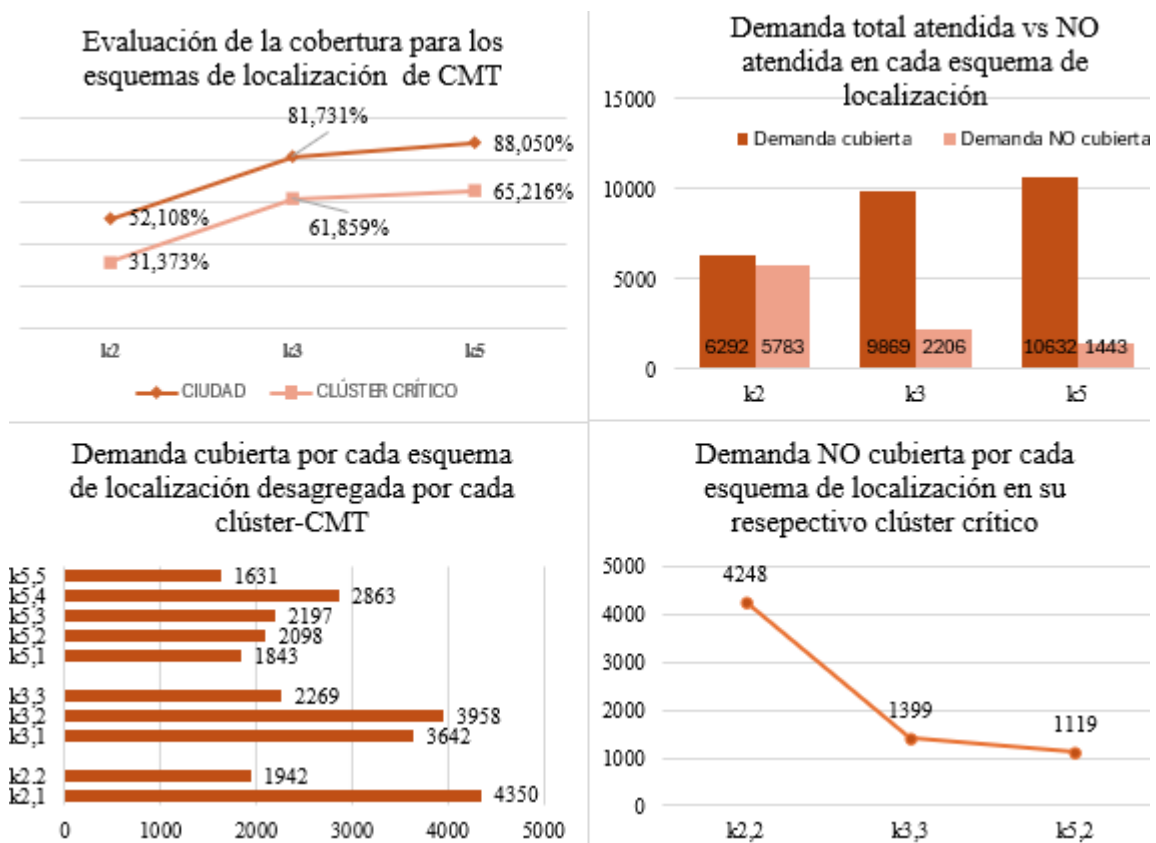 Evaluación de la cobertura para los
esquemas de localización de CMT
81,731%
88,050%
52,108%
65,216%
61,859%
31,373%
k2 k3 k5
CIUDAD CLÚSTER CRÍTICO
Demanda total atendida vs NO
atendida en cada esquema de
localización
15000
Demanda cubierta Demanda NO cubierta
10000
5000
6292 5783 9869 2206 10632 1443
0
k2 k3 k5
Demanda cubierta por cada esquema
de localización desagregada por cada
clúster-CMT
k5,5 1631
k5,4 2863
k5,3 2197
k5,2 2098
k5,1 1843
k3,3 2269
k3,2 3958
k3,1 3642
k2,2 1942
k2,1 4350
0 1000 2000 3000 4000 5000
Demanda NO cubierta por cada
esquema de localización en su
resepectivo clúster crítico
5000
4248
4000
3000
2000
1399
1119
1000
0
k2,2 k3,3 k5,2